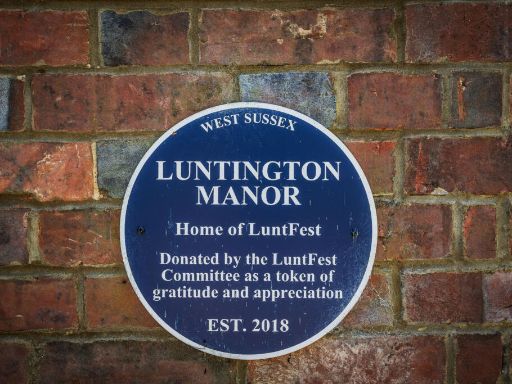 WEST SUSSEX
LUNTINGTON
MANOR
Home of LuntFest
Donated by the LuntFest
Committee as a token of
gratitude and appreciation
EST. 2018